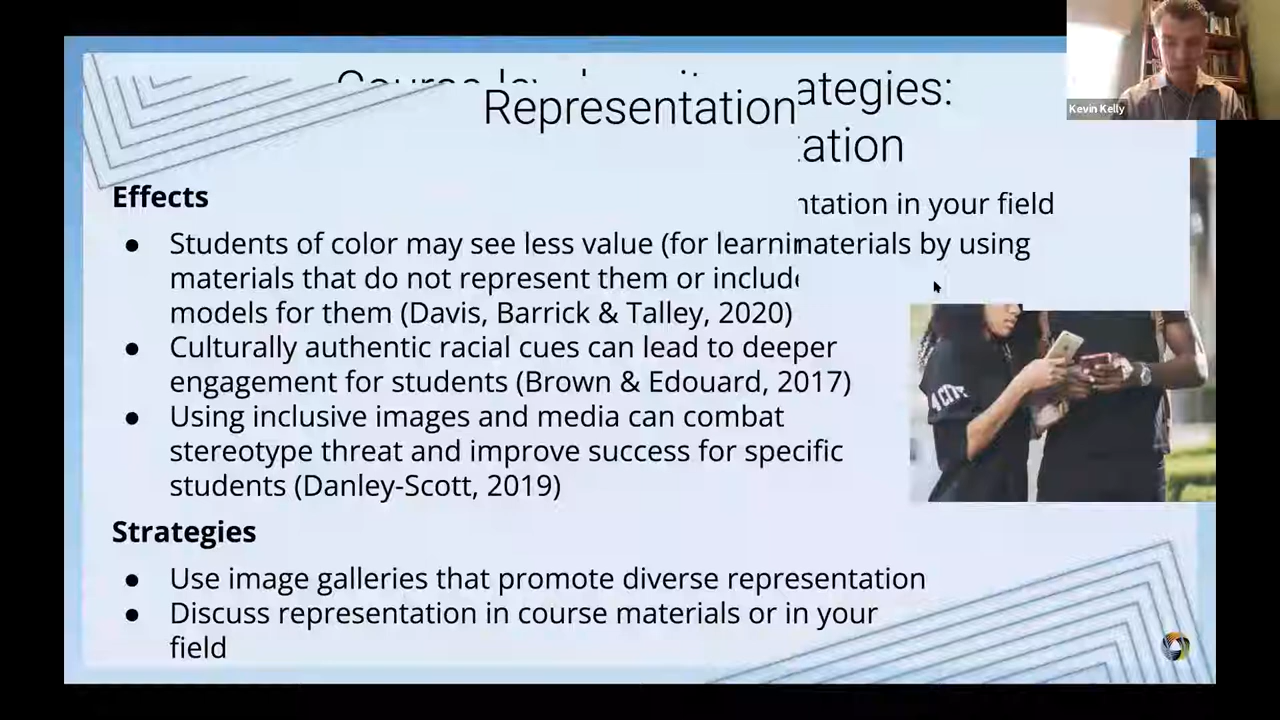 ategies:
Representation
ation
Effects
ntation in your field
Students of color may see less value (for learnin
materials by using
materials that do not represent them or include
models for them (Davis, Barrick & Talley, 2020)
Culturally authentic racial cues can lead to deeper
engagement for students (Brown & Edouard, 2017)
Using inclusive images and media can combat
stereotype threat and improve success for specific
students (Danley-Scott, 2019)
Strategies
Use image galleries that promote diverse representation
Discuss representation in course materials or in your
field
Kevin Kelly